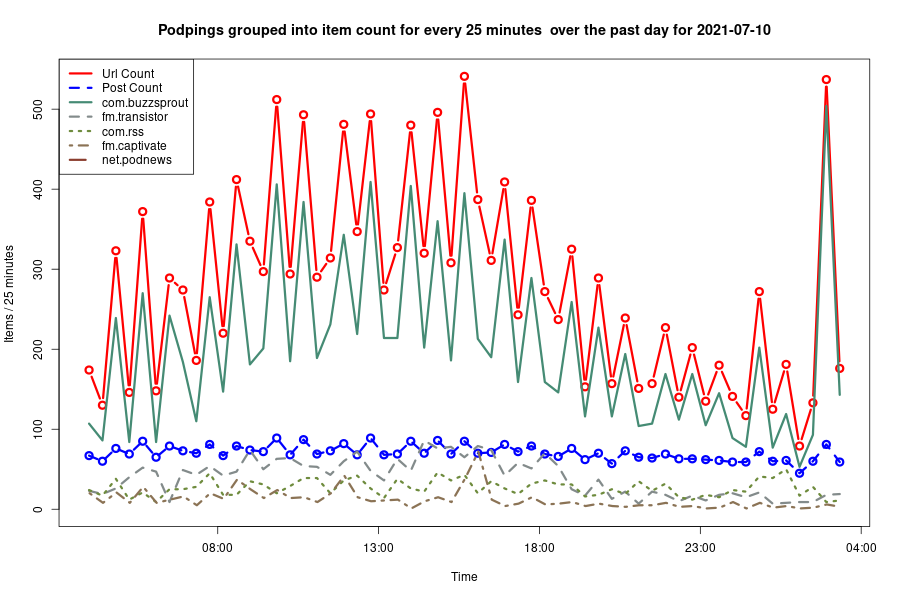 Podpings grouped into item count for every 25 minutes  over the past day for 2021-07-10
Url Count
Post Count
com.buzzsprout
fm.transistor
com.rss
fm.captivate
net.podnews
Items / 25 minutes
500
400
300
200
100
0
08:00 13:00 18:00 23:00 04:00
Time